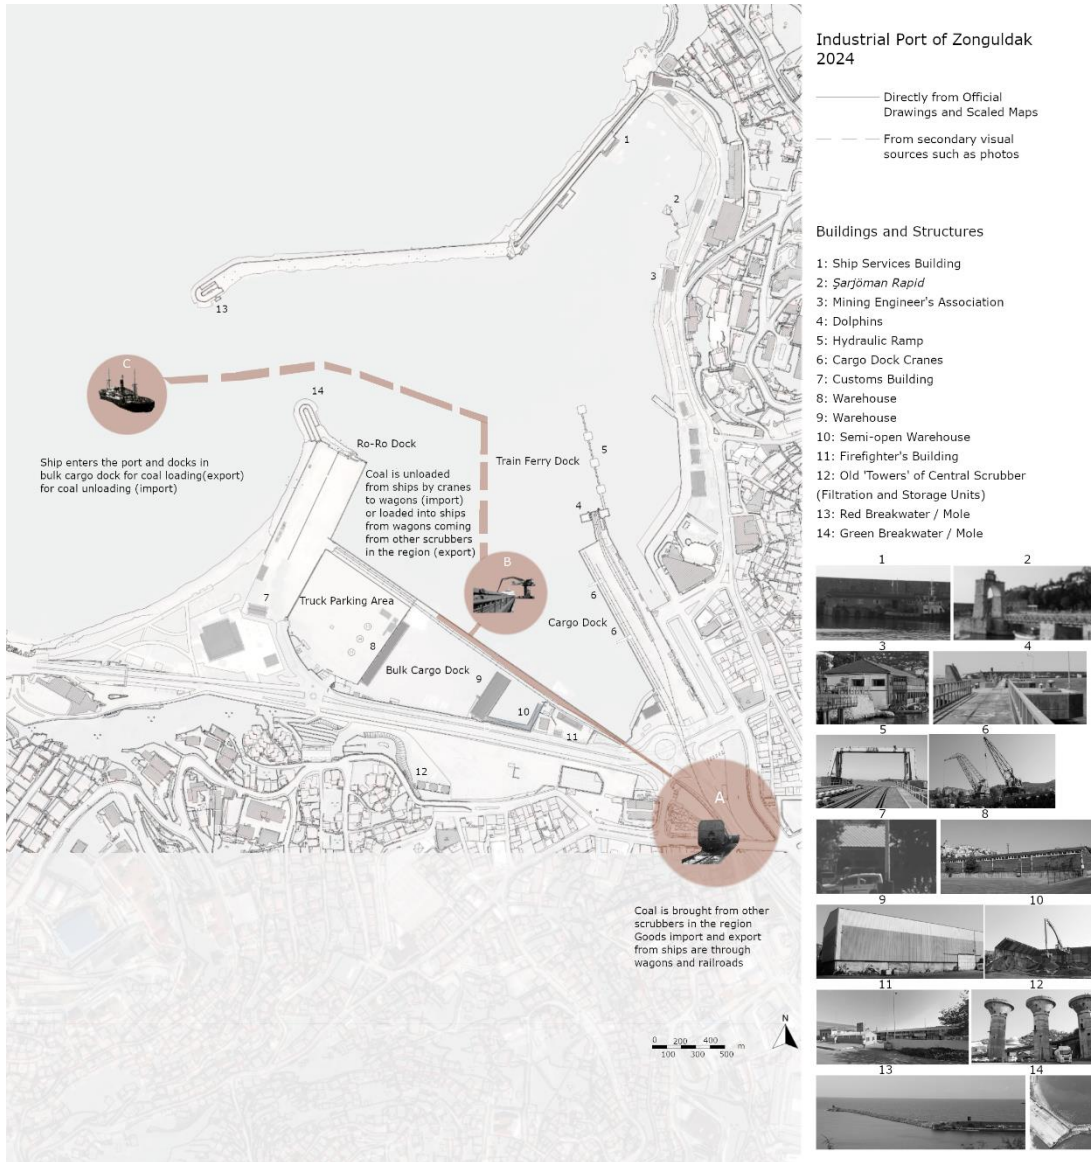 Industrial Port of Zonguldak
2024
Directly from Official
Drawings and Scaled Maps
From secondary visual
sources such as photos
Buildings and Structures
1: Ship Services Building
2: Şarjöman Rapid
3: Mining Engineer's Association
4: Dolphins
5: Hydraulic Ramp
6: Cargo Dock Cranes
7: Customs Building
8: Warehouse
9: Warehouse
10: Semi-open Warehouse
11: Firefighter's Building
12: Old 'Towers' of Central Scrubber
(Filtration and Storage Units)
13: Red Breakwater / Mole
14: Green Breakwater / Mole
1
2
3
13
C
14
Ro-Ro Dock
Ship enters the port and docks in
bulk cargo dock for coal loading(export)
for coal unloading (import)
Coal is unloaded
from ships by cranes
to wagons (import)
or loaded into ships
from wagons coming
from other scrubbers
in the region (export)
Train Ferry Dock
5
4
B
6
Cargo Dock
6
7
Truck Parking Area
8
Bulk Cargo Dock
9
10
11
12
A
Coal is brought from other
scrubbers in the region
Goods import and export
from ships are through
wagons and railroads
N
0 200 400 m
100 300 500
1 2
3 4
5 6
7 8
9 10
11 12
13 14